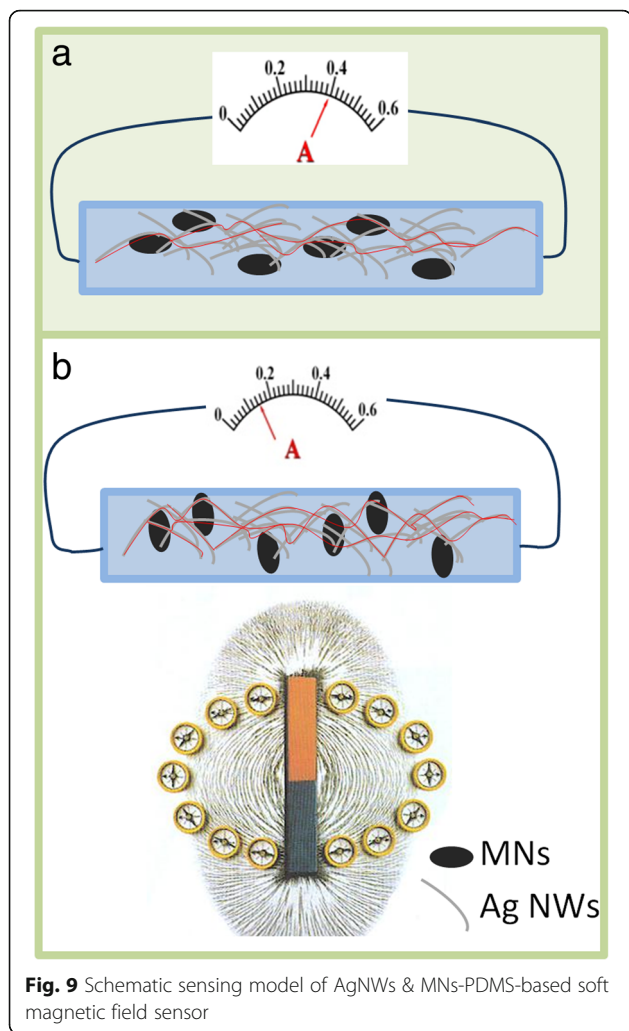 a
0 0.2 0.4 0.6
A
b
0 0.2 0.4 0.6
A
MNs
Ag NWs
Fig. 9 Schematic sensing model of AgNWs & MNs-PDMS-based soft
magnetic field sensor